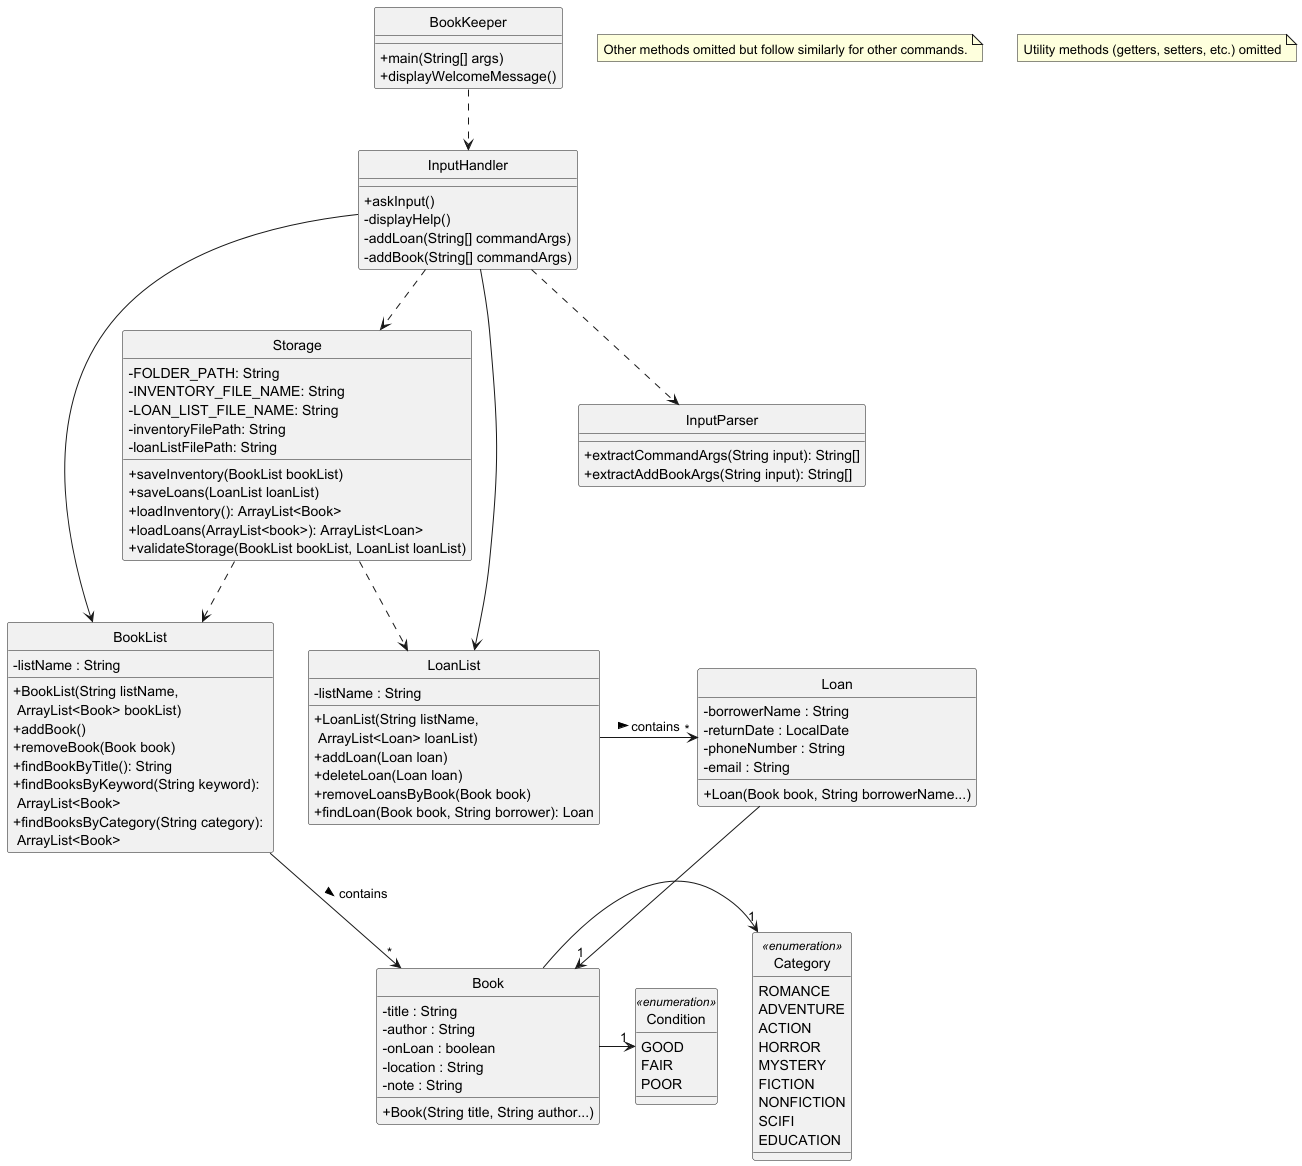 BookKeeper
+main(String[] args)
+displayWelcomeMessage()
Other methods omitted but follow similarly for other commands.
Utility methods (getters, setters, etc.) omitted
InputHandler
+askInput()
-displayHelp()
-addLoan(String[] commandArgs)
-addBook(String[] commandArgs)
Storage
-FOLDER_PATH: String
-INVENTORY_FILE_NAME: String
-LOAN_LIST_FILE_NAME: String
-inventoryFilePath: String
-loanListFilePath: String
+saveInventory(BookList bookList)
+saveLoans(LoanList loanList)
+loadInventory(): ArrayList<Book>
+loadLoans(ArrayList<book>): ArrayList<Loan>
+validateStorage(BookList bookList, LoanList loanList)
InputParser
+extractCommandArgs(String input): String[]
+extractAddBookArgs(String input): String[]
BookList
-listName : String
+BookList(String listName,
ArrayList<Book> bookList)
+addBook()
+removeBook(Book book)
+findBookByTitle(): String
+findBooksByKeyword(String keyword):
ArrayList<Book>
+findBooksByCategory(String category):
ArrayList<Book>
LoanList
-listName : String
+LoanList(String listName,
ArrayList<Loan> loanList)
+addLoan(Loan loan)
+deleteLoan(Loan loan)
+removeLoansByBook(Book book)
+findLoan(Book book, String borrower): Loan
contains *
Loan
-borrowerName : String
-returnDate : LocalDate
-phoneNumber : String
-email : String
+Loan(Book book, String borrowerName...)
contains
*
1
1
Book
-title : String
-author : String
-onLoan : boolean
-location : String
-note : String
+Book(String title, String author...)
1
«enumeration»
Condition
GOOD
FAIR
POOR
«enumeration»
Category
ROMANCE
ADVENTURE
ACTION
HORROR
MYSTERY
FICTION
NONFICTION
SCIFI
EDUCATION